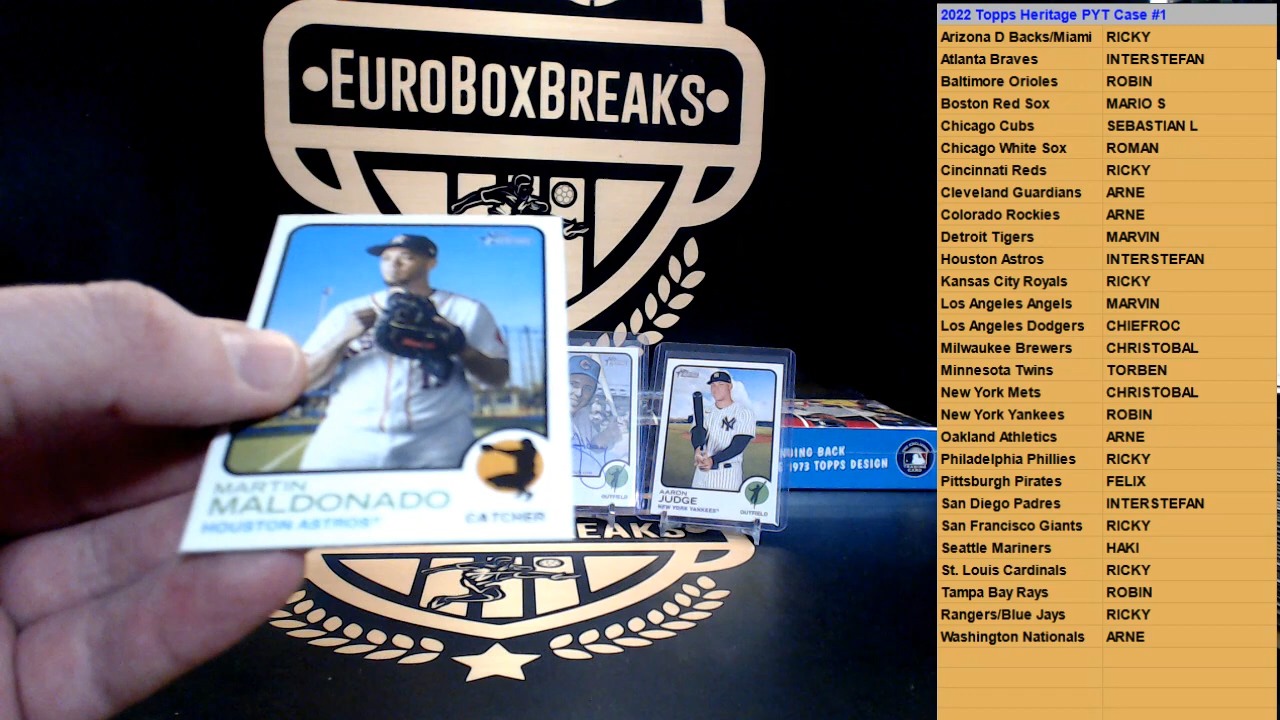 EUROBOXBREAKS
MARTIN
MALDONADO
HOUSTON ASTROS
CATCHER
OUTFIELD
AARON
JUDGE
NEW YORK YANKEES
OUTFIELD
BACK
1973 TOPPS DESIGN
EAKS
2022 Topps Heritage PYT Case #1
Arizona D Backs/Miami RICKY
Atlanta Braves INTERSTEFAN
Baltimore Orioles ROBIN
Boston Red Sox MARIO S
Chicago Cubs SEBASTIAN L
Chicago White Sox ROMAN
Cincinnati Reds RICKY
Cleveland Guardians ARNE
Colorado Rockies ARNE
Detroit Tigers MARVIN
Houston Astros INTERSTEFAN
Kansas City Royals RICKY
Los Angeles Angels MARVIN
Los Angeles Dodgers CHIEFROC
Milwaukee Brewers CHRISTOBAL
Minnesota Twins TORBEN
New York Mets CHRISTOBAL
New York Yankees ROBIN
Oakland Athletics ARNE
Philadelphia Phillies RICKY
Pittsburgh Pirates FELIX
San Diego Padres INTERSTEFAN
San Francisco Giants RICKY
Seattle Mariners HAKI
St. Louis Cardinals RICKY
Tampa Bay Rays ROBIN
Rangers/Blue Jays RICKY
Washington Nationals ARNE